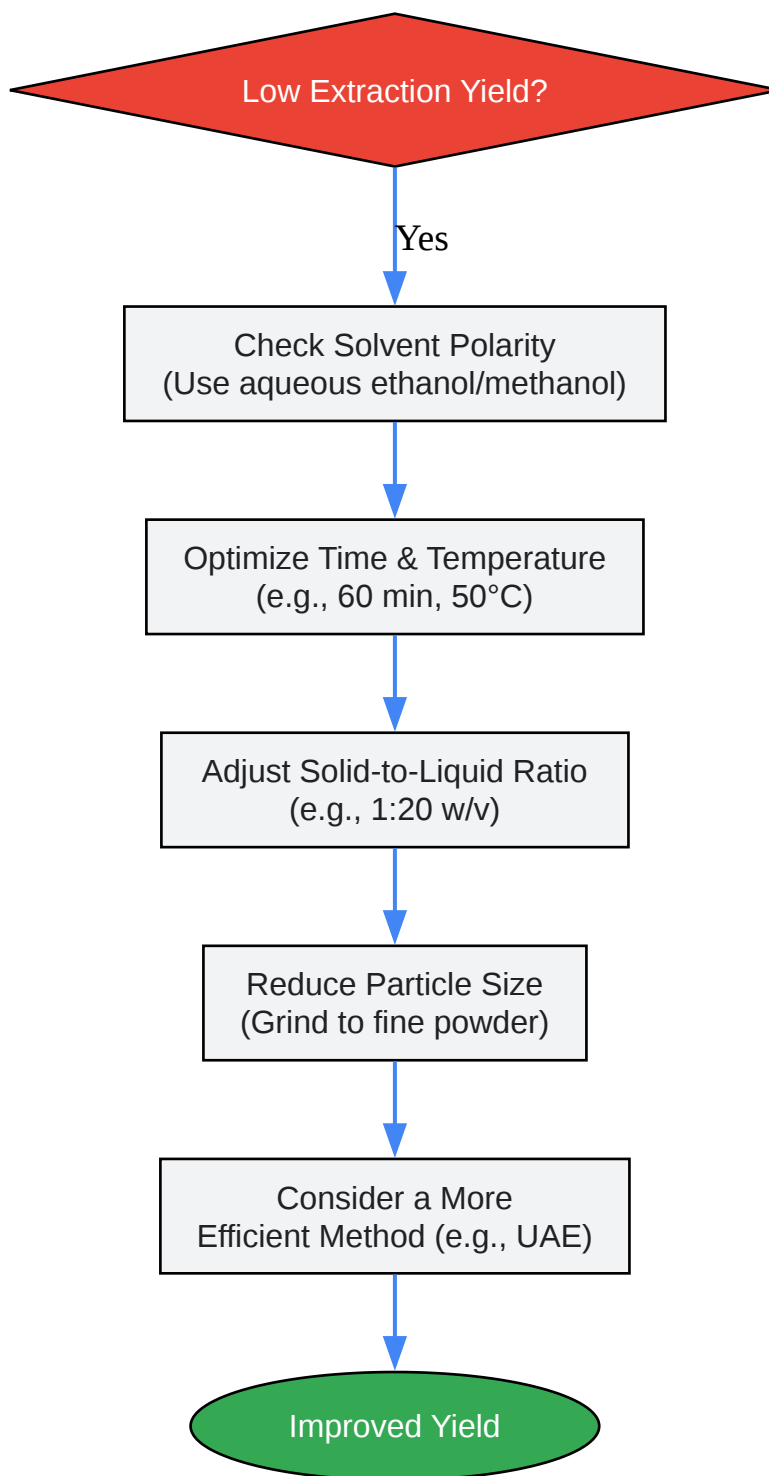 Low Extraction Yield?
Yes
Check Solvent Polarity
(Use aqueous ethanol/methanol)
Optimize Time & Temperature
(e.g., 60 min, 50°C)
Adjust Solid-to-Liquid Ratio
(e.g., 1:20 w/v)
Reduce Particle Size
(Grind to fine powder)
Consider a More
Efficient Method (e.g., UAE)
Improved Yield